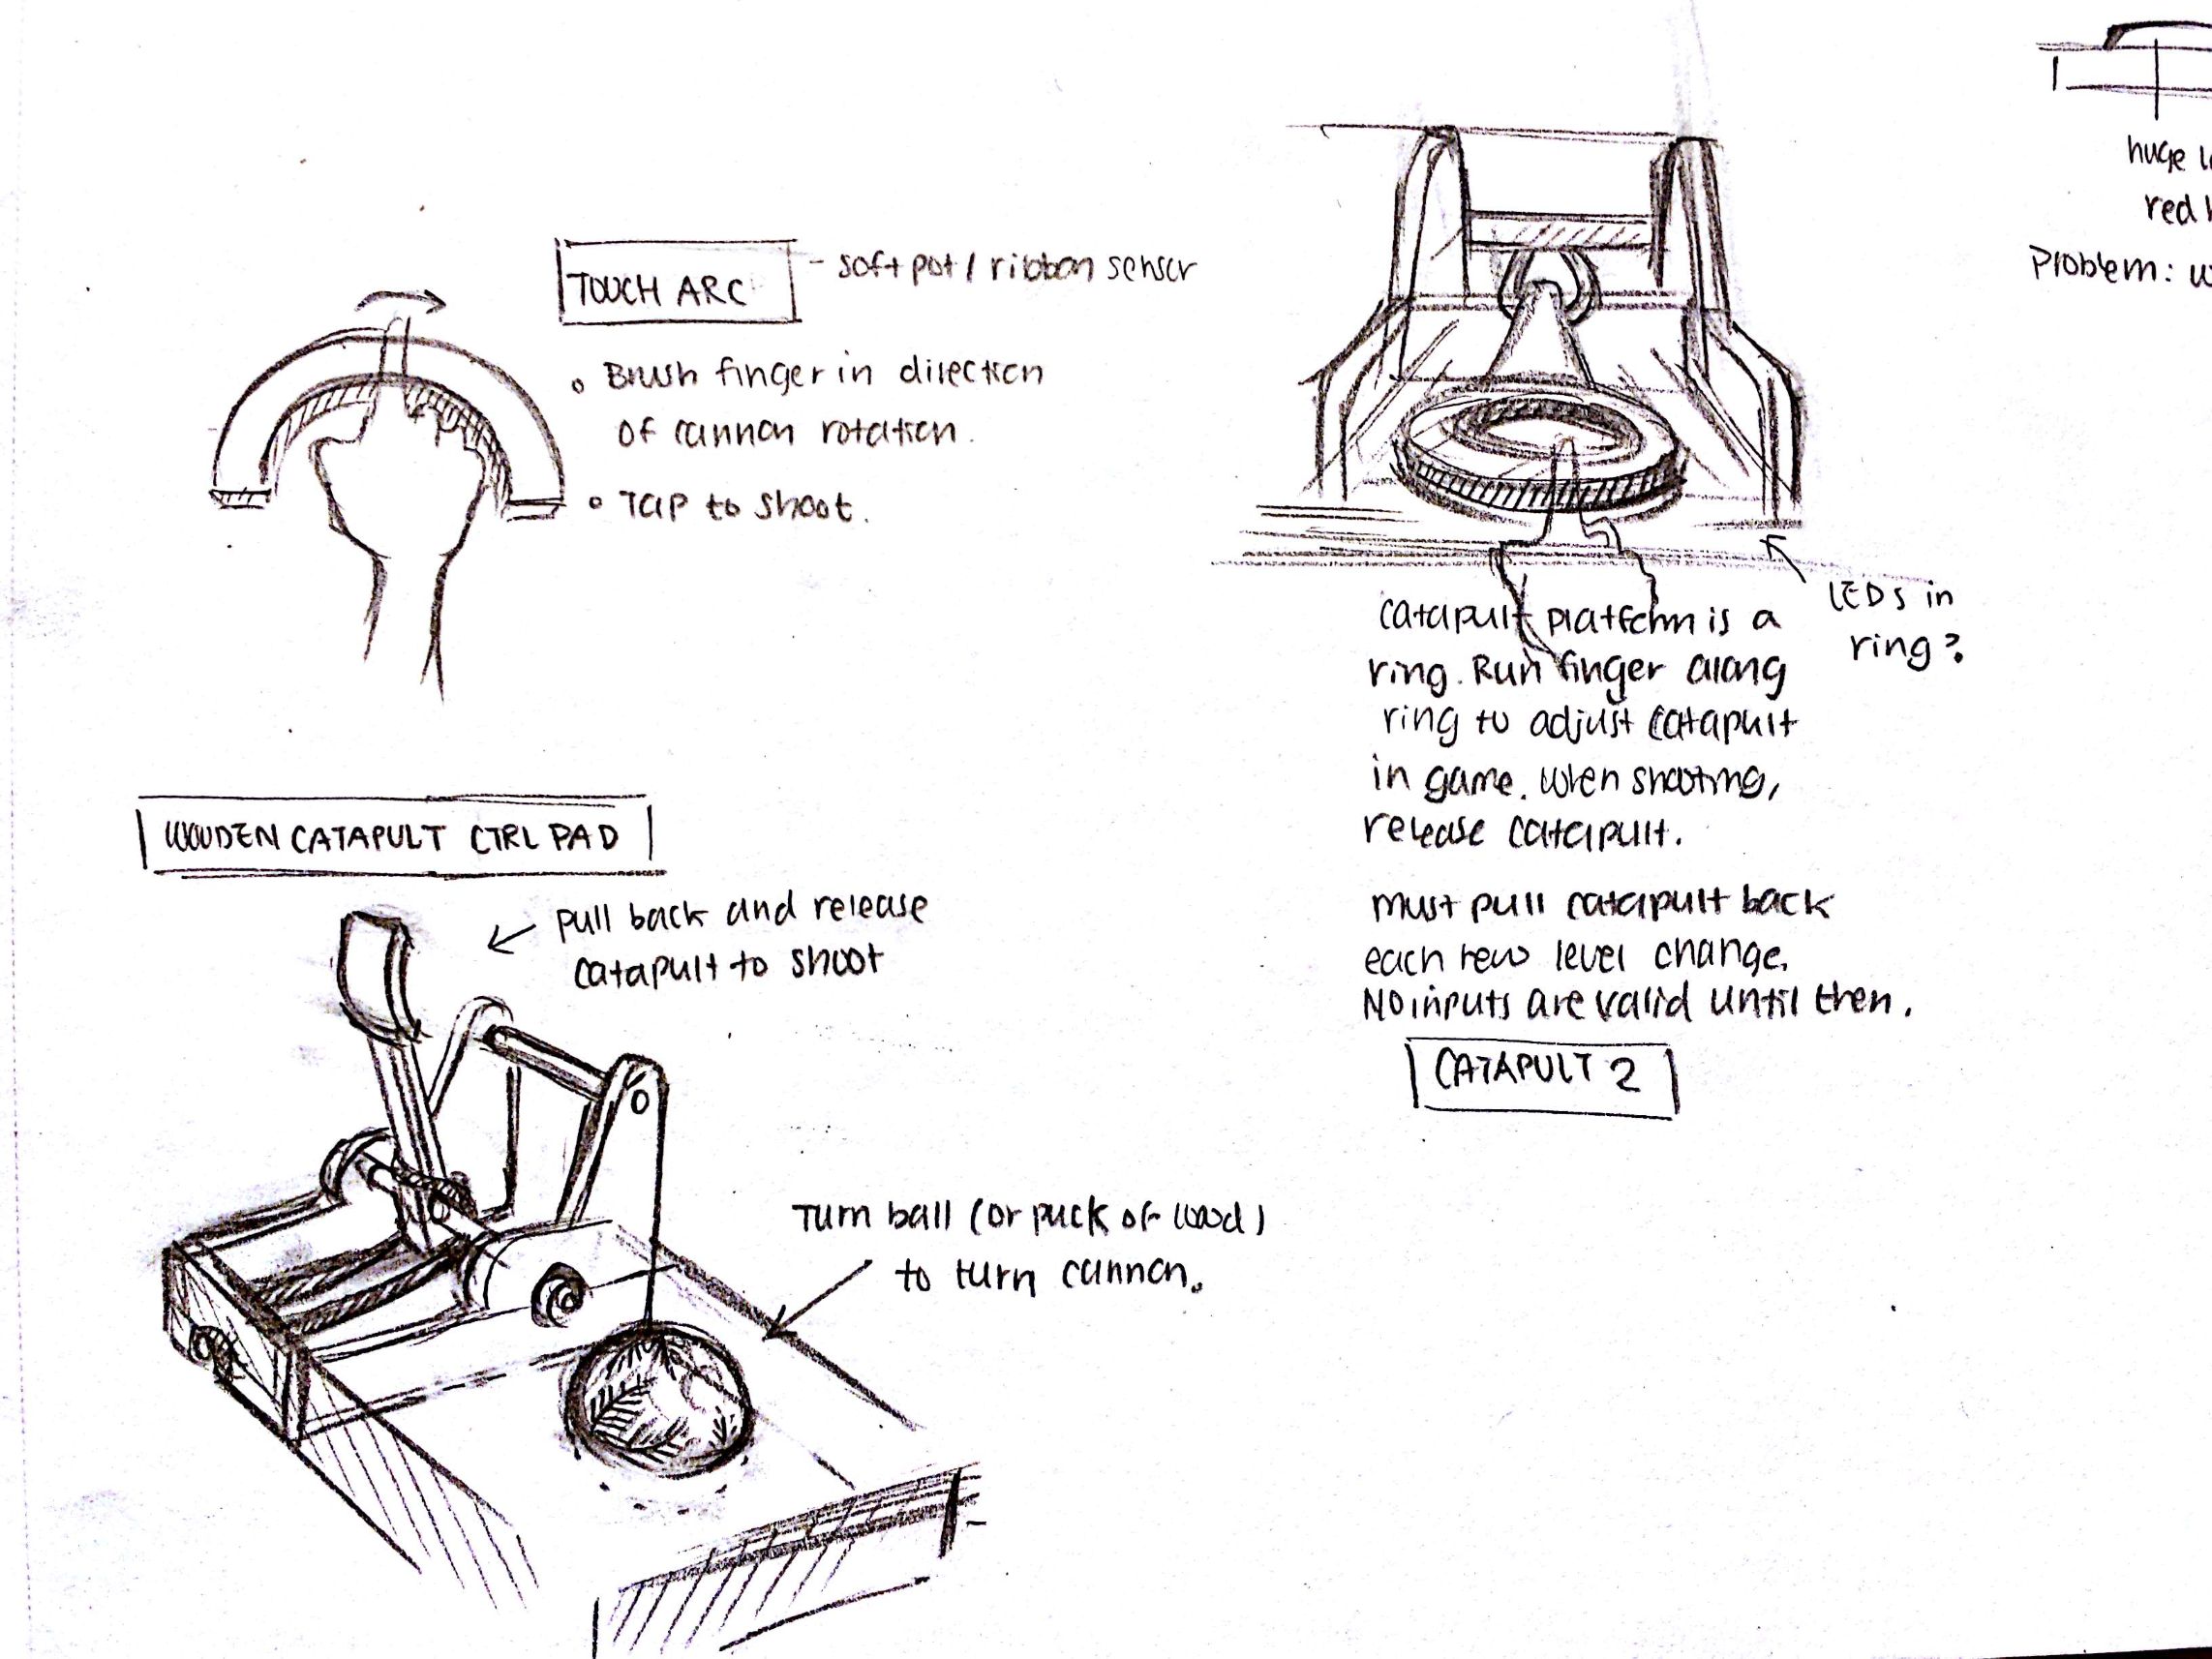 TOUCH ARC
- soft pot / ribbon sensor
• Brush finger in direction
of cannon rotation.
• Tap to shoot.
WOODEN CATAPULT CTRL PAD
pull back and release
catapult to shoot
Turn ball (or puck of wood)
to turn cannon.
LEDs in
ring?
catapult platform is a
ring. Run finger along
ring to adjust catapult
in game. when shooting,
release catapult.
must pull catapult back
each new level change.
No inputs are valid until then.
CATAPULT 2
huge
red
Problem: